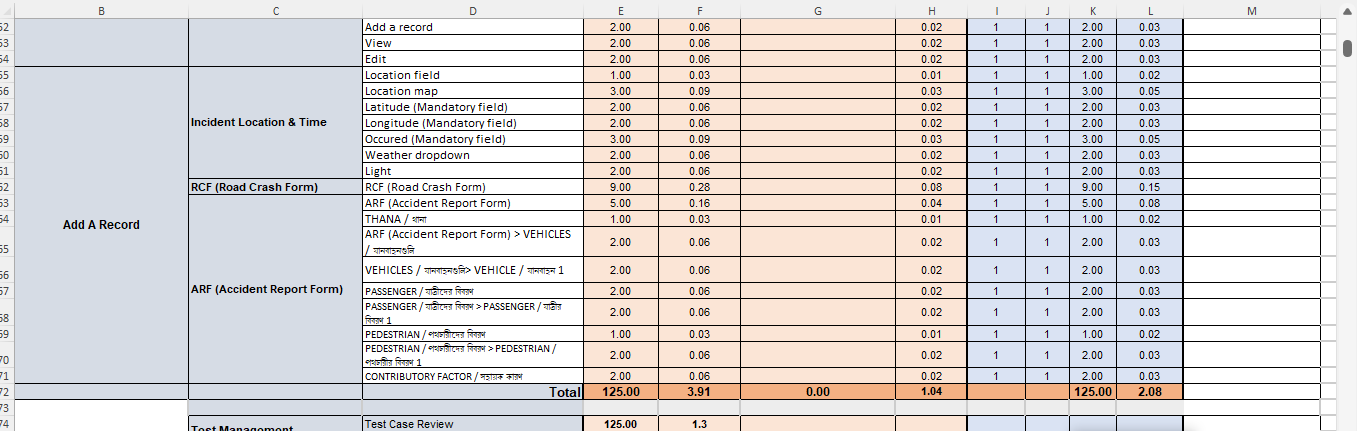 B C D E F G H I J K L M
52 Add a record 2.00 0.06 0.02 1 1 2.00 0.03
53 View 2.00 0.06 0.02 1 1 2.00 0.03
54 Edit 2.00 0.06 0.02 1 1 2.00 0.03
55 Location field 1.00 0.03 0.01 1 1 1.00 0.02
56 Location map 3.00 0.09 0.03 1 1 3.00 0.05
57 Latitude (Mandatory field) 2.00 0.06 0.02 1 1 2.00 0.03
58 Incident Location & Time Longitude (Mandatory field) 2.00 0.06 0.02 1 1 2.00 0.03
59 Occured (Mandatory field) 3.00 0.09 0.03 1 1 3.00 0.05
60 Weather dropdown 2.00 0.06 0.02 1 1 2.00 0.03
61 Light 2.00 0.06 0.02 1 1 2.00 0.03
62 RCF (Road Crash Form) RCF (Road Crash Form) 9.00 0.28 0.08 1 1 9.00 0.15
63 ARF (Accident Report Form) 5.00 0.16 0.04 1 1 5.00 0.08
64 Add A Record THANA / থানা 1.00 0.03 0.01 1 1 1.00 0.02
ARF (Accident Report Form) > VEHICLES
65 / যানবাহনগুলি 2.00 0.06 0.02 1 1 2.00 0.03
66 VEHICLES / যানবাহনগুলি> VEHICLE / যানবাহন 1 2.00 0.06 0.02 1 1 2.00 0.03
67 ARF (Accident Report Form) PASSENGER / যাত্রীদের বিবরণ 2.00 0.06 0.02 1 1 2.00 0.03
PASSENGER / যাত্রীদের বিবরণ > PASSENGER / যাত্রীর
68 বিবরণ 1 2.00 0.06 0.02 1 1 2.00 0.03
69 PEDESTRIAN / পথচারীদের বিবরণ 1.00 0.03 0.01 1 1 1.00 0.02
PEDESTRIAN / পথচারীদের বিবরণ > PEDESTRIAN /
70 পথচারীর বিবরণ 1 2.00 0.06 0.02 1 1 2.00 0.03
71 CONTRIBUTORY FACTOR / সহায়ক কারণ 2.00 0.06 0.02 1 1 2.00 0.03
72 Total 125.00 3.91 0.00 1.04 125.00 2.08
73
74 Test Management Test Case Review 125.00 1.3